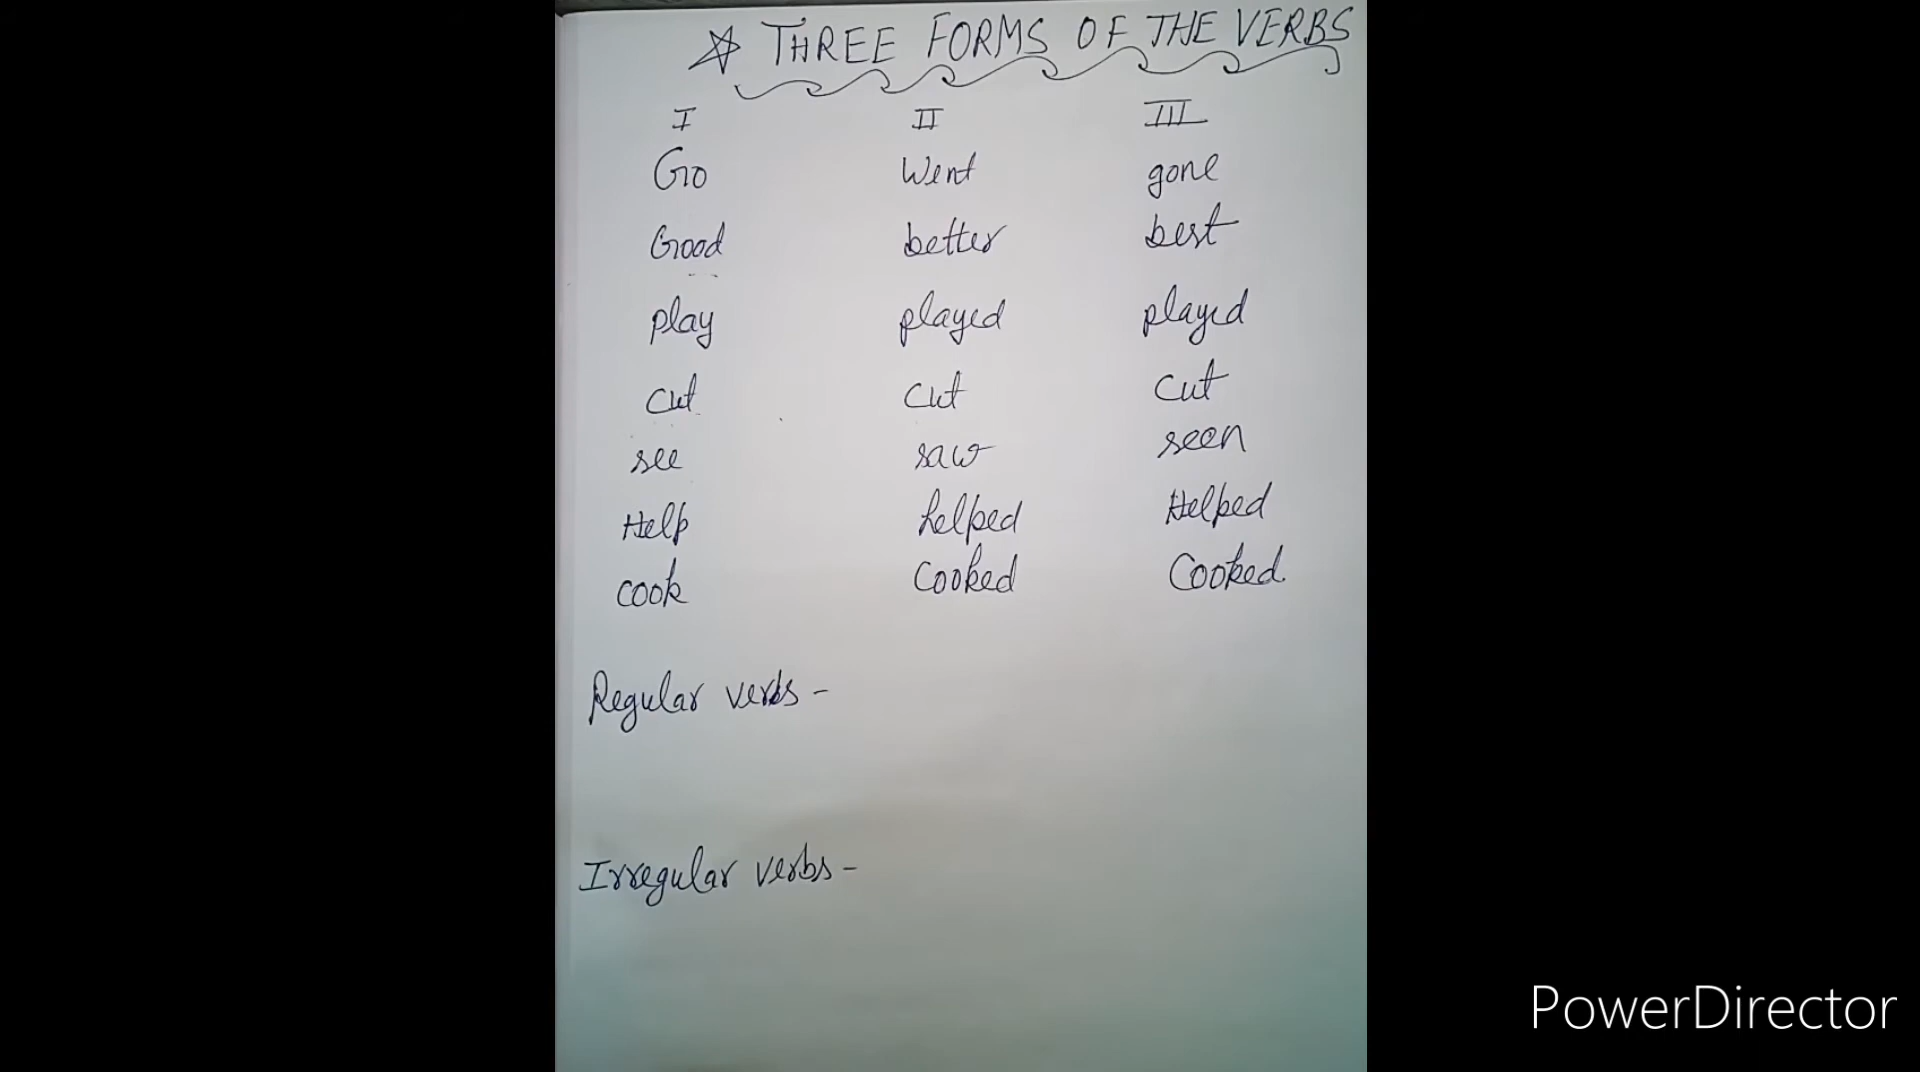 ☆ THREE FORMS OF THE VERBS
I II III
Go Went gone
Good better best
play played played
cut cut cut
see saw seen
Help helped Helped
cook Cooked Cooked.
Regular verbs -
Irregular verbs -
PowerDirector